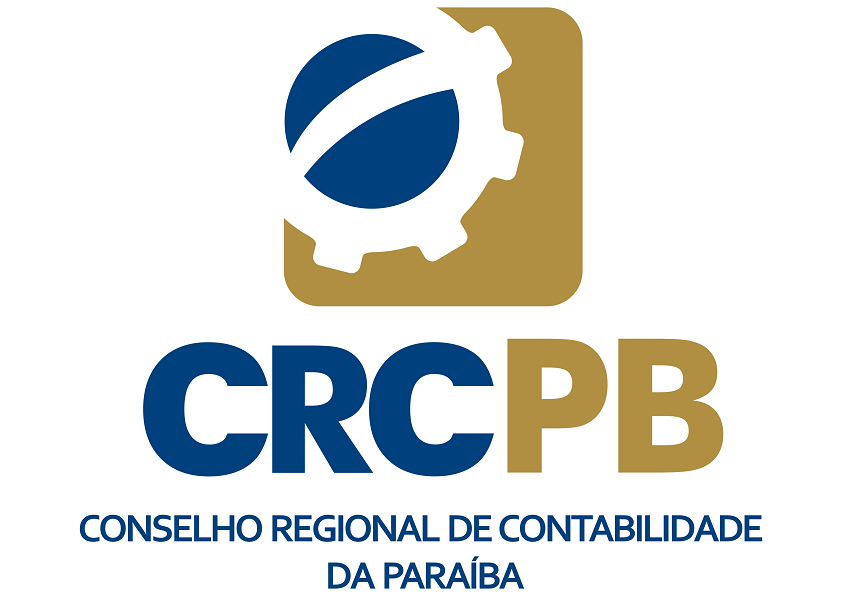 CRCPB
CONSELHO REGIONAL DE CONTABILIDADE
DA PARAÍBA